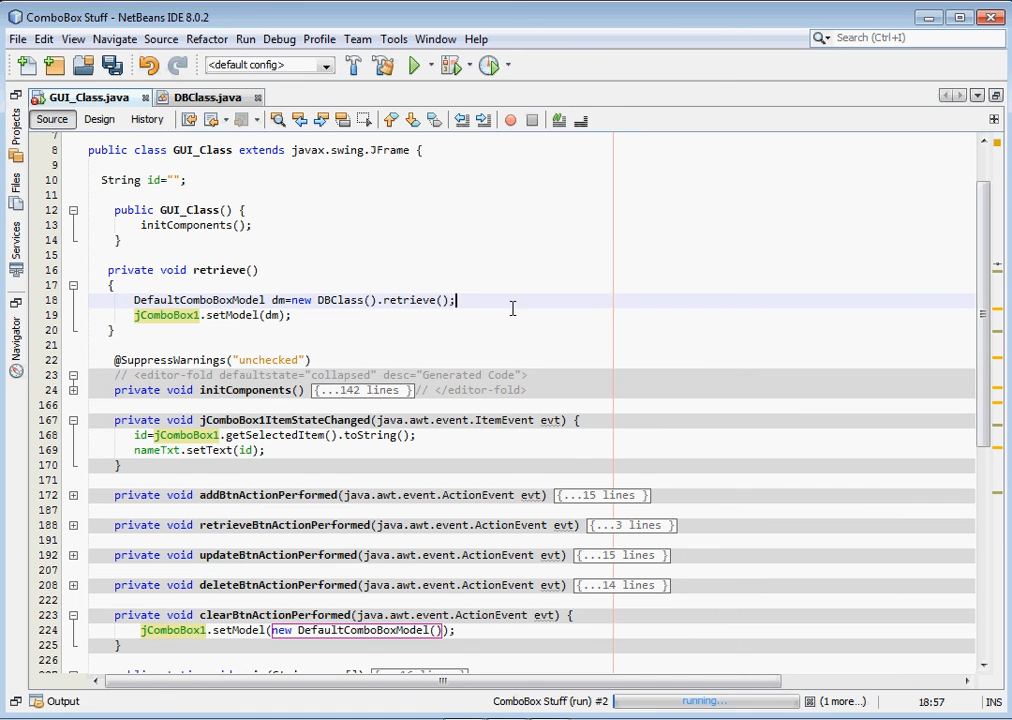 ComboBox Stuff - NetBeans IDE 8.0.2
File Edit View Navigate Source Refactor Run Debug Profile Team Tools Window Help
Search (Ctrl+I)
<default config>
GUI_Class.java DBClass.java
Source Design History
Projects
Files
Services
Navigator
7
8 public class GUI_Class extends javax.swing.JFrame {
9
10 String id="";
11
12 public GUI_Class() {
13 initComponents();
14 }
15
16 private void retrieve()
17 {
18 DefaultComboBoxModel dm=new DBClass().retrieve();
19 jComboBox1.setModel(dm);
20 }
21
22 @SuppressWarnings("unchecked")
23 // <editor-fold defaultstate="collapsed" desc="Generated Code">
24 private void initComponents() {...142 lines }// </editor-fold>
166
167 private void jComboBox1ItemStateChanged(java.awt.event.ItemEvent evt) {
168 id=jComboBox1.getSelectedItem().toString();
169 nameTxt.setText(id);
170 }
171
172 private void addBtnActionPerformed(java.awt.event.ActionEvent evt) {...15 lines }
187
188 private void retrieveBtnActionPerformed(java.awt.event.ActionEvent evt) {...3 lines }
191
192 private void updateBtnActionPerformed(java.awt.event.ActionEvent evt) {...15 lines }
207
208 private void deleteBtnActionPerformed(java.awt.event.ActionEvent evt) {...14 lines }
222
223 private void clearBtnActionPerformed(java.awt.event.ActionEvent evt) {
224 jComboBox1.setModel(new DefaultComboBoxModel());
225 }
226
Output ComboBox Stuff (run) #2 running... (1 more...) 18:57 INS